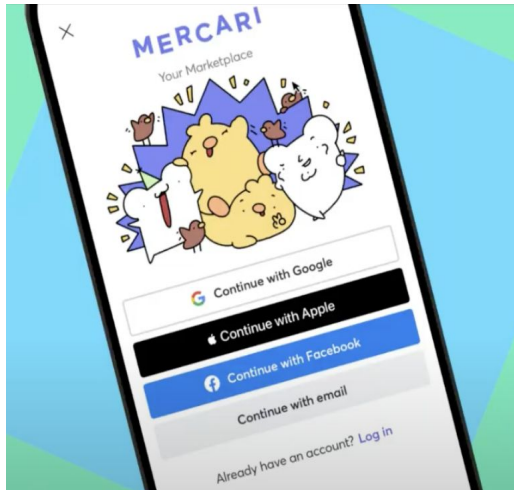 MERCARI
Your Marketplace
Continue with Google
Continue with Apple
Continue with Facebook
Continue with email
Already have an account? Log in